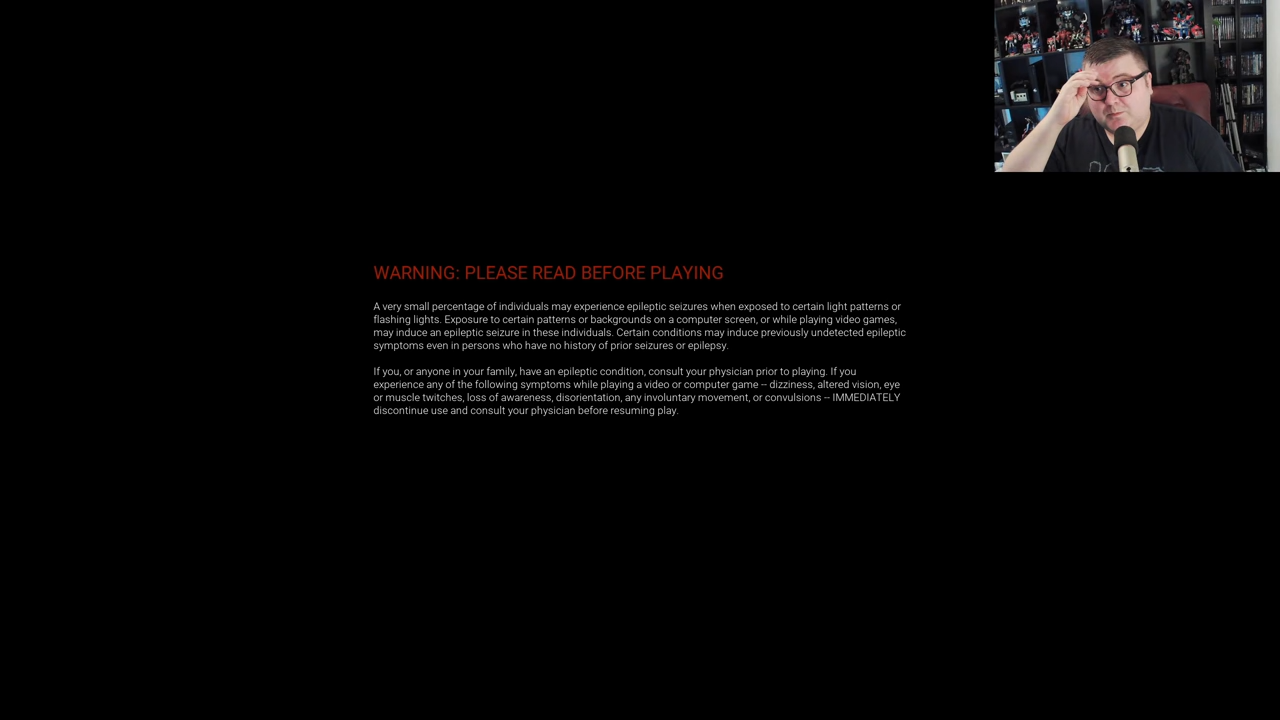 WARNING: PLEASE READ BEFORE PLAYING
A very small percentage of individuals may experience epileptic seizures when exposed to certain light patterns or
flashing lights. Exposure to certain patterns or backgrounds on a computer screen, or while playing video games,
may induce an epileptic seizure in these individuals. Certain conditions may induce previously undetected epileptic
symptoms even in persons who have no history of prior seizures or epilepsy.
If you, or anyone in your family, have an epileptic condition, consult your physician prior to playing. If you
experience any of the following symptoms while playing a video or computer game -- dizziness, altered vision, eye
or muscle twitches, loss of awareness, disorientation, any involuntary movement, or convulsions -- IMMEDIATELY
discontinue use and consult your physician before resuming play.